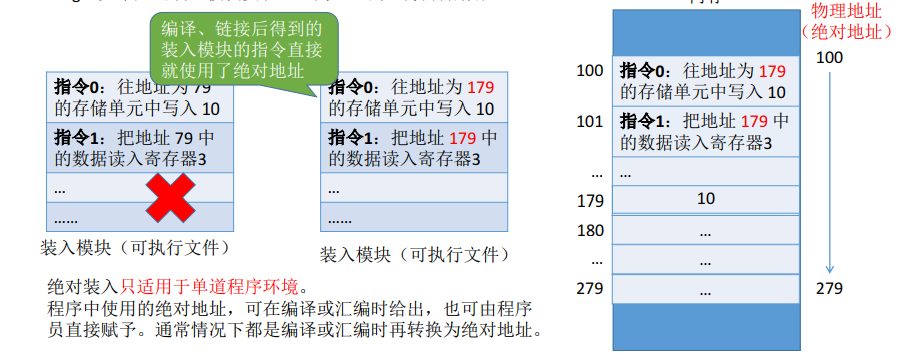 编译、链接后得到的
装入模块的指令直接
就使用了绝对地址
指令0：往地址为 79
的存储单元中写入 10
指令1：把地址 79 中
的数据读入寄存器3
...
......
装入模块（可执行文件）
指令0：往地址为 179
的存储单元中写入 10
指令1：把地址 179 中
的数据读入寄存器3
...
......
装入模块（可执行文件）
物理地址
（绝对地址）
100
指令0：往地址为 179
的存储单元中写入 10
100
101
指令1：把地址 179 中
的数据读入寄存器3
... ...
179 10
180 ...
... ...
279 ...
279
绝对装入只适用于单道程序环境。
程序中使用的绝对地址，可在编译或汇编时给出，也可由程序
员直接赋予。通常情况下都是编译或汇编时再转换为绝对地址。